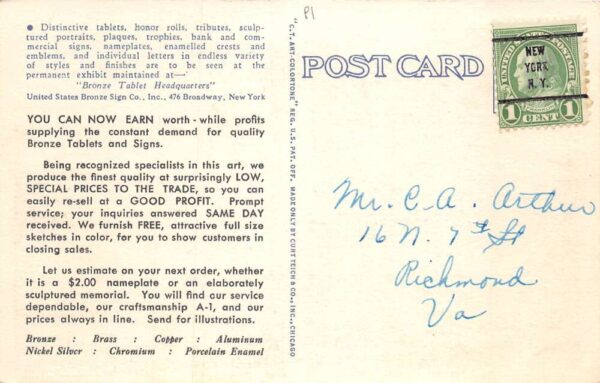 P1
• Distinctive tablets, honor rolls, tributes, sculp-
tured portraits, plaques, trophies, bank and com-
mercial signs, nameplates, enamelled crests and
emblems, and individual letters in endless variety
of styles and finishes are to be seen at the
permanent exhibit maintained at—
"Bronze Tablet Headquarters"
United States Bronze Sign Co., Inc., 476 Broadway, New York
YOU CAN NOW EARN worth-while profits
supplying the constant demand for quality
Bronze Tablets and Signs.
Being recognized specialists in this art, we
produce the finest quality at surprisingly LOW,
SPECIAL PRICES TO THE TRADE, so you can
easily re-sell at a GOOD PROFIT. Prompt
service; your inquiries answered SAME DAY
received. We furnish FREE, attractive full size
sketches in color, for you to show customers in
closing sales.
Let us estimate on your next order, whether
it is a $2.00 nameplate or an elaborately
sculptured memorial. You will find our service
dependable, our craftsmanship A-1, and our
prices always in line. Send for illustrations.
Bronze : Brass : Copper : Aluminum
Nickel Silver : Chromium : Porcelain Enamel
"C.T. ART-COLORTONE" REG. U.S. PAT. OFF. MADE ONLY BY CURT TEICH & CO., INC., CHICAGO
POST CARD
UNITED STATES POSTAGE
NEW
YORK
N. Y.
1 CENT 1
Mr. C. A. Arthur
16 N. 7th St
Richmond
Va